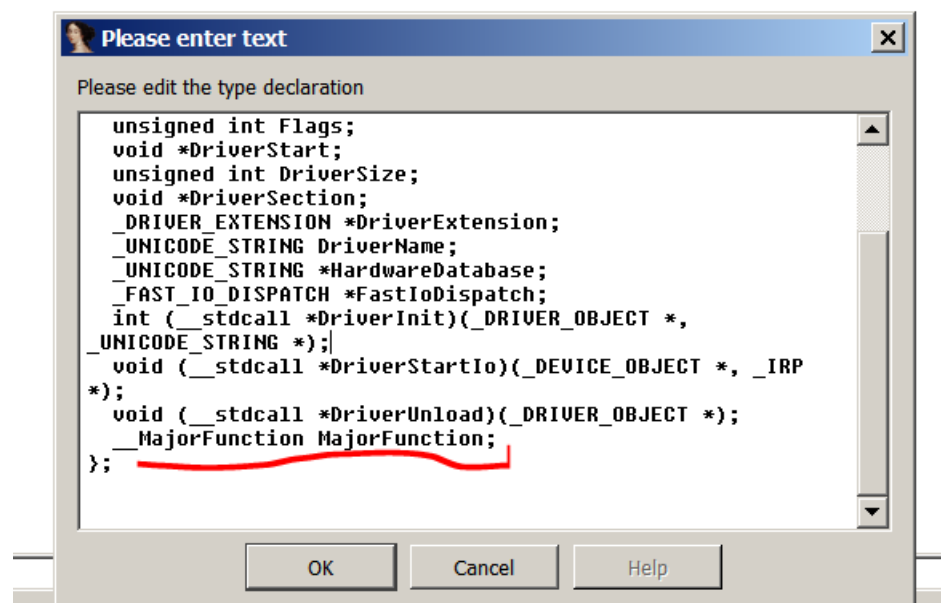 Please enter text
Please edit the type declaration
unsigned int Flags;
void *DriverStart;
unsigned int DriverSize;
void *DriverSection;
_DRIVER_EXTENSION *DriverExtension;
_UNICODE_STRING DriverName;
_UNICODE_STRING *HardwareDatabase;
_FAST_IO_DISPATCH *FastIoDispatch;
int (__stdcall *DriverInit)(_DRIVER_OBJECT *,
_UNICODE_STRING *);
void (__stdcall *DriverStartIo)(_DEVICE_OBJECT *, _IRP
*);
void (__stdcall *DriverUnload)(_DRIVER_OBJECT *);
__MajorFunction MajorFunction;
};
OK Cancel Help